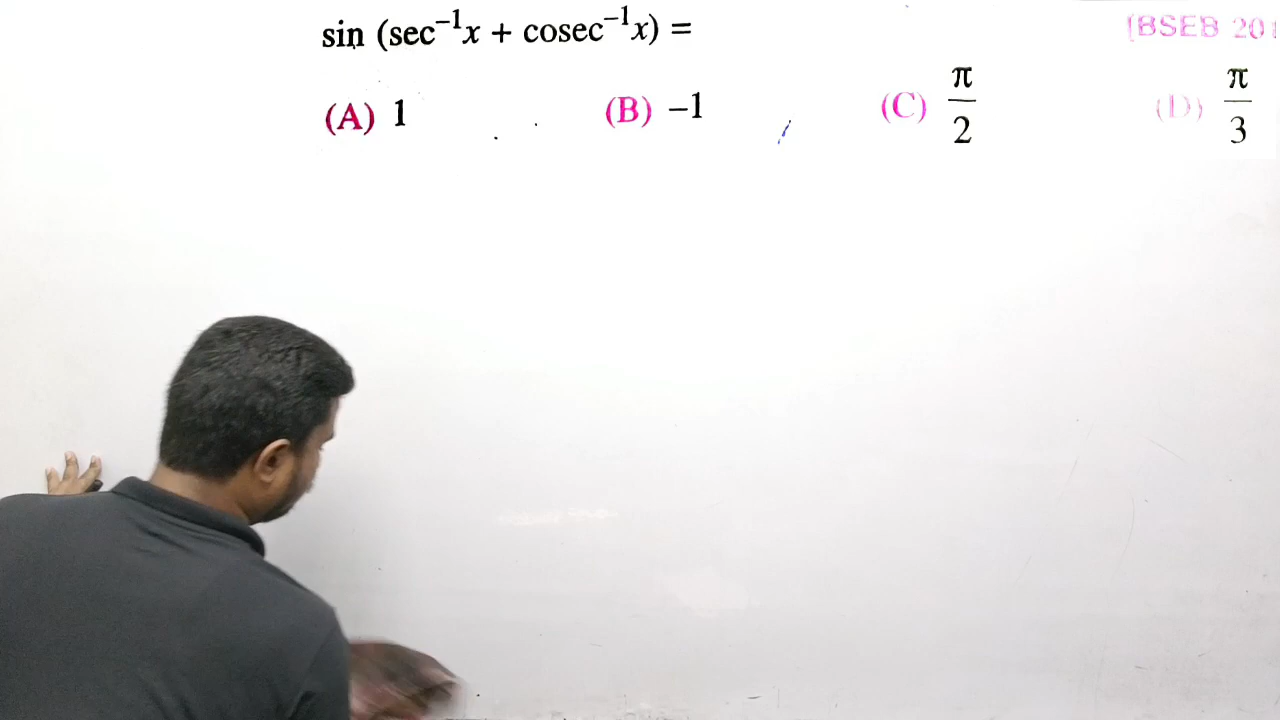 sin (sec⁻¹x + cosec⁻¹x) = [BSEB 20
(A) 1 (B) −1 (C) π/2 (D) π/3